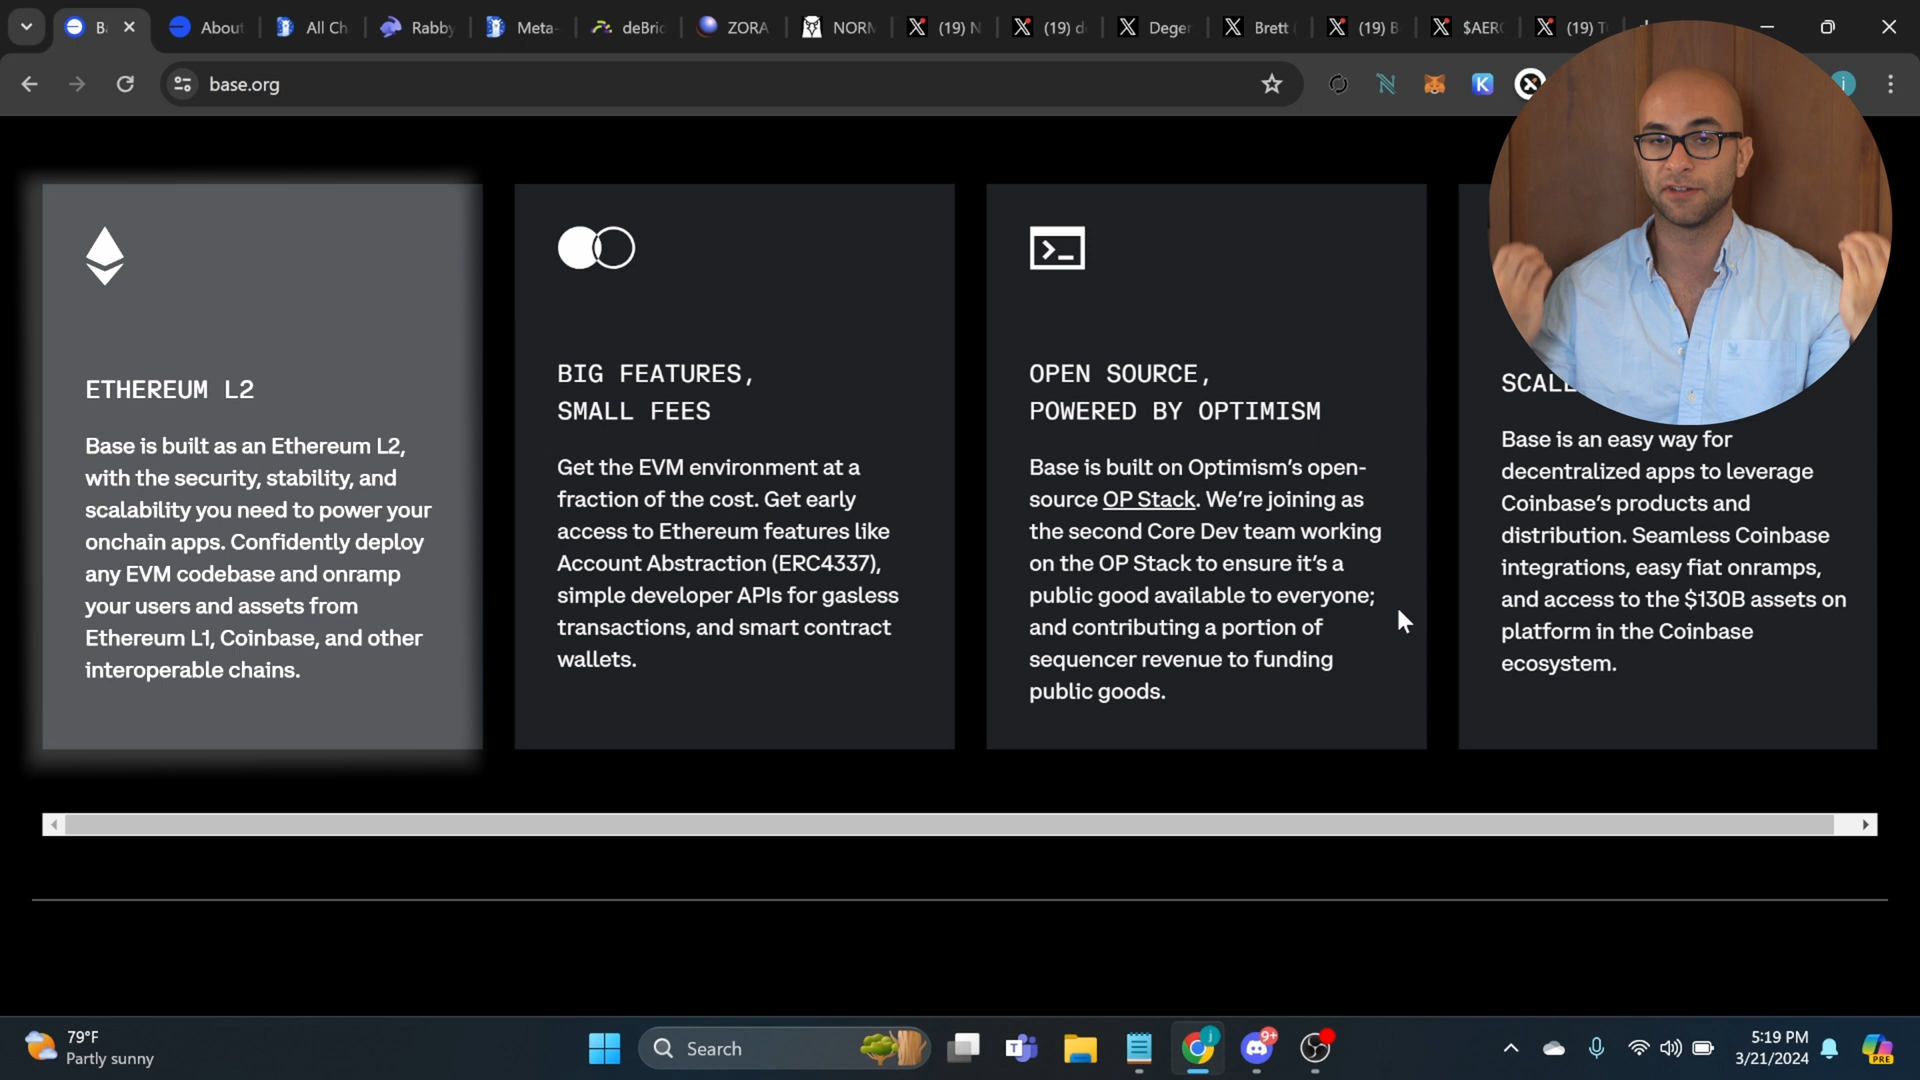 About
All Ch
Rabby
Meta-
deBric
ZORA
NORM
(19) N
(19) d
Deger
Brett (
(19) B
$AERC
(19) T
base.org
ETHEREUM L2
Base is built as an Ethereum L2,
with the security, stability, and
scalability you need to power your
onchain apps. Confidently deploy
any EVM codebase and onramp
your users and assets from
Ethereum L1, Coinbase, and other
interoperable chains.
BIG FEATURES,
SMALL FEES
Get the EVM environment at a
fraction of the cost. Get early
access to Ethereum features like
Account Abstraction (ERC4337),
simple developer APIs for gasless
transactions, and smart contract
wallets.
OPEN SOURCE,
POWERED BY OPTIMISM
Base is built on Optimism's open-
source OP Stack. We're joining as
the second Core Dev team working
on the OP Stack to ensure it's a
public good available to everyone;
and contributing a portion of
sequencer revenue to funding
public goods.
SCALE
Base is an easy way for
decentralized apps to leverage
Coinbase's products and
distribution. Seamless Coinbase
integrations, easy fiat onramps,
and access to the $130B assets on
platform in the Coinbase
ecosystem.
79°F
Partly sunny
Search
9+
5:19 PM
3/21/2024
PRE